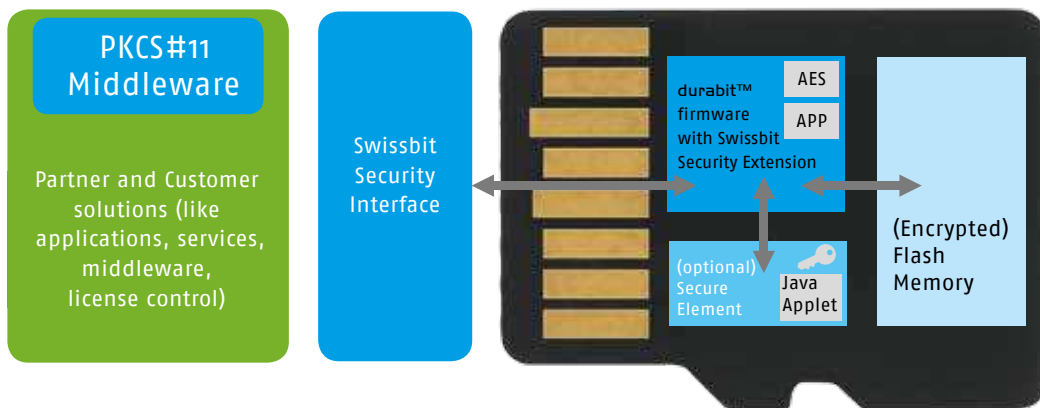 PKCS#11
Middleware
Partner and Customer
solutions (like
applications, services,
middleware,
license control)
Swissbit
Security
Interface
durabit™
firmware
with Swissbit
Security Extension
AES
APP
(optional)
Secure
Element
Java
Applet
(Encrypted)
Flash
Memory